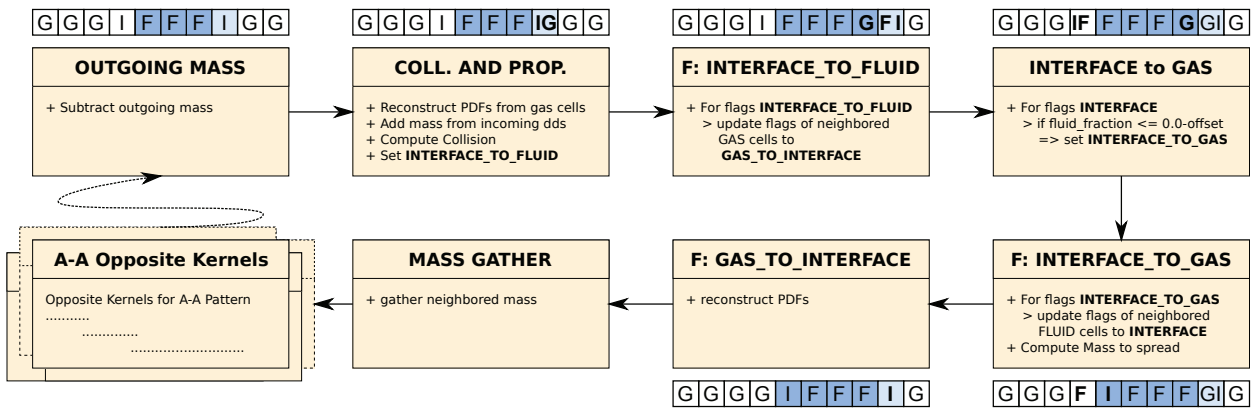 G G G I F F F I G G
G G G I F F F IG G G
G G G I F F F G FI G
G G G IF F F F G GI G
OUTGOING MASS
+ Subtract outgoing mass
COLL. AND PROP.
+ Reconstruct PDFs from gas cells
+ Add mass from incoming dds
+ Compute Collision
+ Set INTERFACE_TO_FLUID
F: INTERFACE_TO_FLUID
+ For flags INTERFACE_TO_FLUID
> update flags of neighbored
GAS cells to
GAS_TO_INTERFACE
INTERFACE to GAS
+ For flags INTERFACE
> if fluid_fraction <= 0.0-offset
=> set INTERFACE_TO_GAS
A-A Opposite Kernels
Opposite Kernels for A-A Pattern
...........
..............
............................
MASS GATHER
+ gather neighbored mass
F: GAS_TO_INTERFACE
+ reconstruct PDFs
F: INTERFACE_TO_GAS
+ For flags INTERFACE_TO_GAS
> update flags of neighbored
FLUID cells to INTERFACE
+ Compute Mass to spread
G G G G I F F F I G
G G G F I F F F GI G